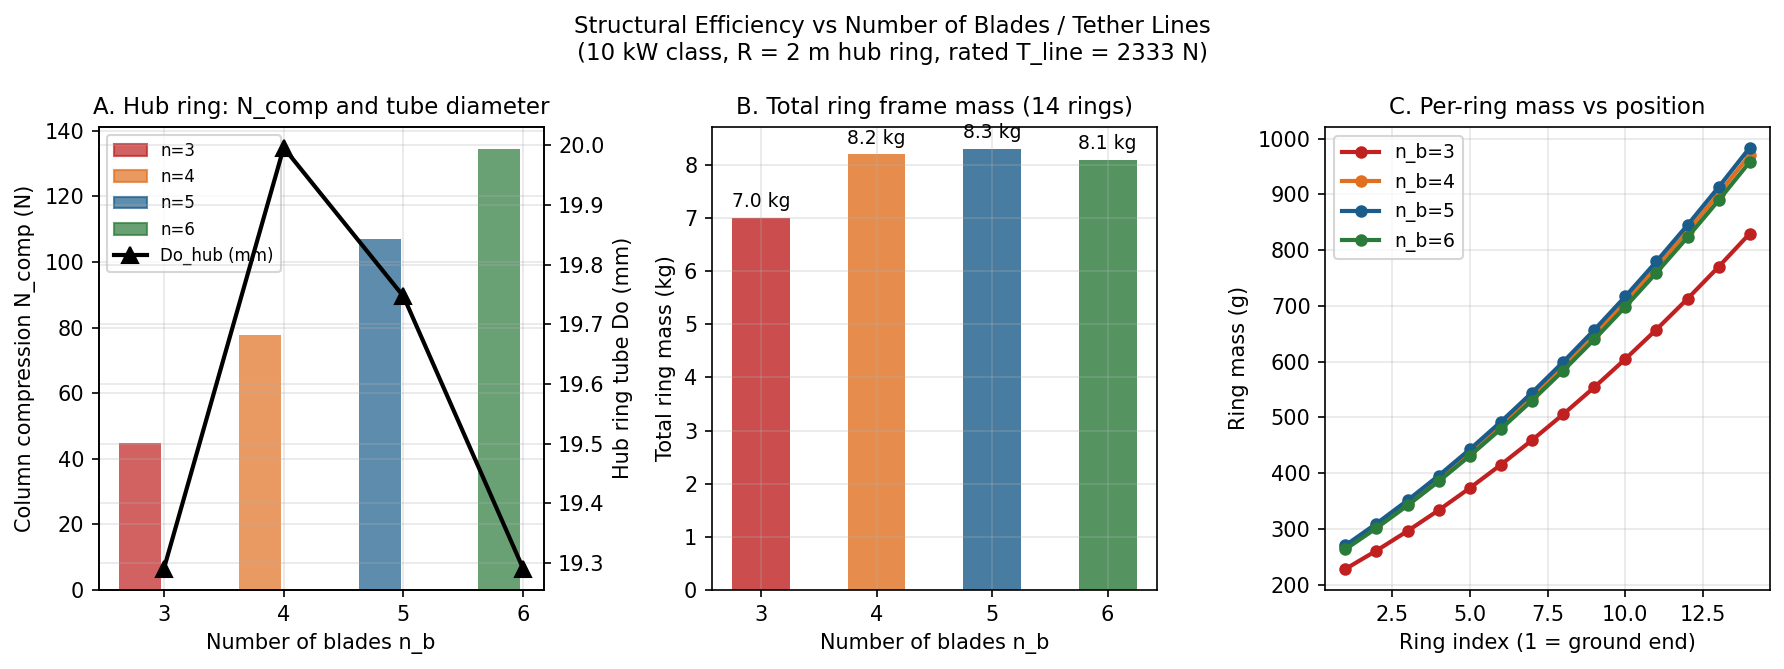 Structural Efficiency vs Number of Blades / Tether Lines
(10 kW class, R = 2 m hub ring, rated T_line = 2333 N)
A. Hub ring: N_comp and tube diameter
Column compression N_comp (N)
140
120
100
80
60
40
20
0
n=3
n=4
n=5
n=6
Do_hub (mm)
20.0
19.9
19.8
19.7
19.6
19.5
19.4
19.3
Hub ring tube Do (mm)
3
4
5
6
Number of blades n_b
B. Total ring frame mass (14 rings)
Total ring mass (kg)
8
7
6
5
4
3
2
1
0
7.0 kg
8.2 kg
8.3 kg
8.1 kg
3
4
5
6
Number of blades n_b
C. Per-ring mass vs position
Ring mass (g)
1000
900
800
700
600
500
400
300
200
n_b=3
n_b=4
n_b=5
n_b=6
2.5
5.0
7.5
10.0
12.5
Ring index (1 = ground end)